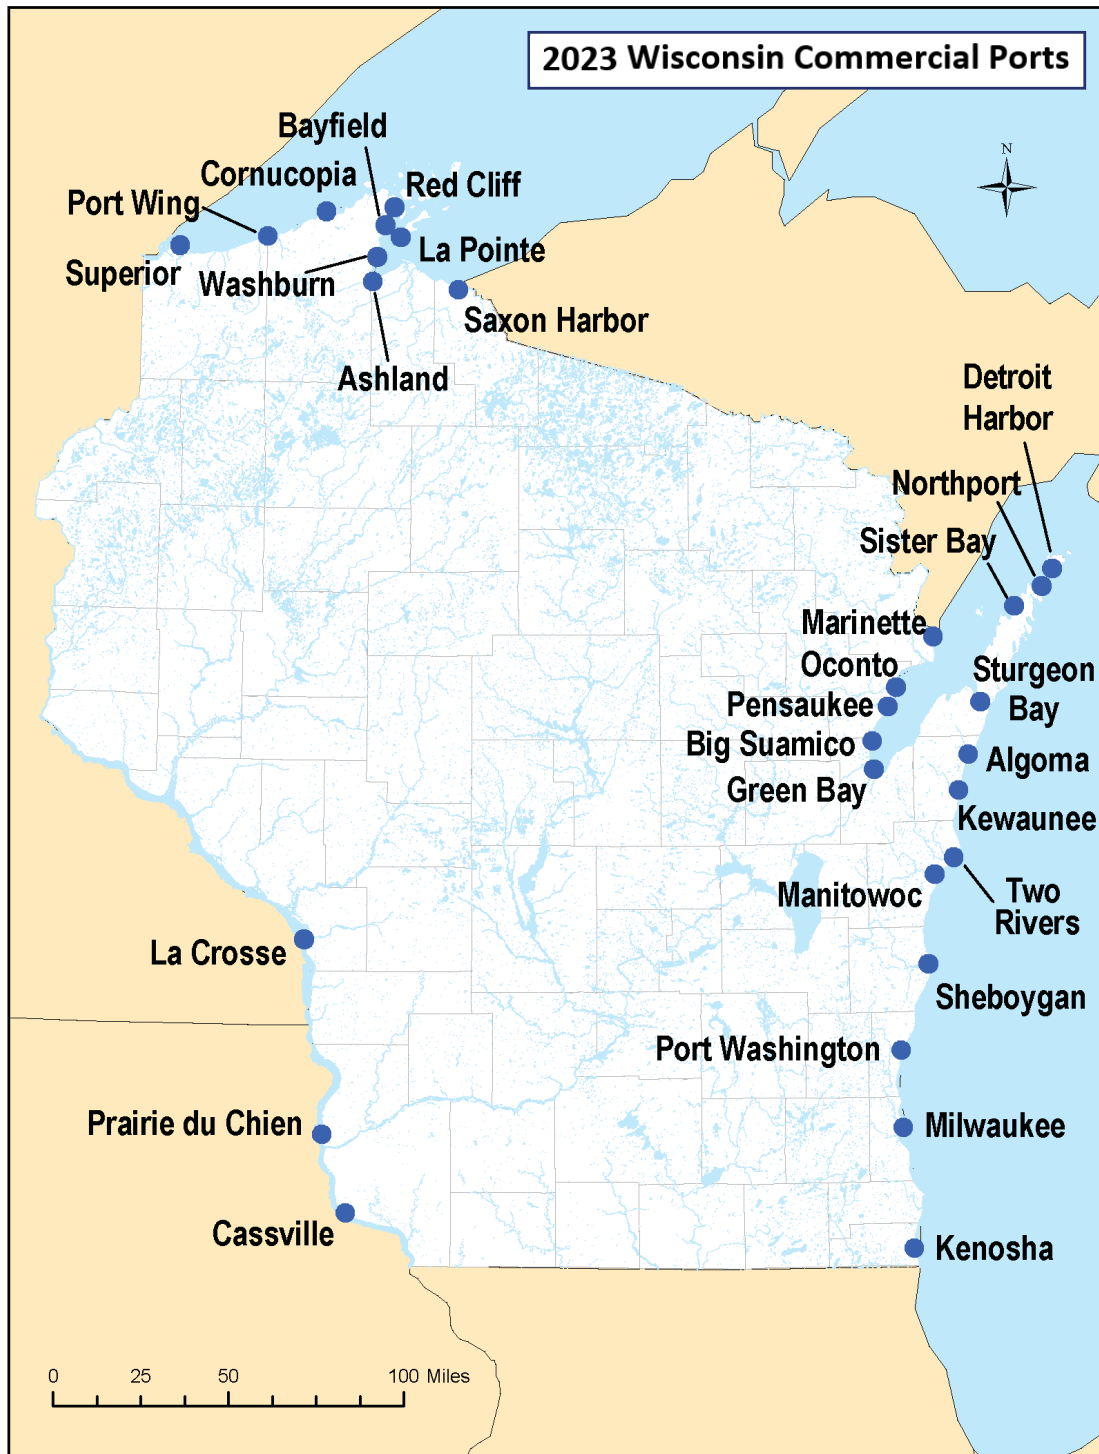 2023 Wisconsin Commercial Ports
Bayfield
Cornucopia
Red Cliff
Port Wing
La Pointe
Superior
Washburn
Saxon Harbor
Ashland
N
Detroit
Harbor
Northport
Sister Bay
Marinette
Oconto
Sturgeon
Bay
Pensaukee
Big Suamico
Algoma
Green Bay
Kewaunee
Manitowoc
Two
Rivers
La Crosse
Sheboygan
Port Washington
Prairie du Chien
Milwaukee
Cassville
Kenosha
0 25 50 100 Miles